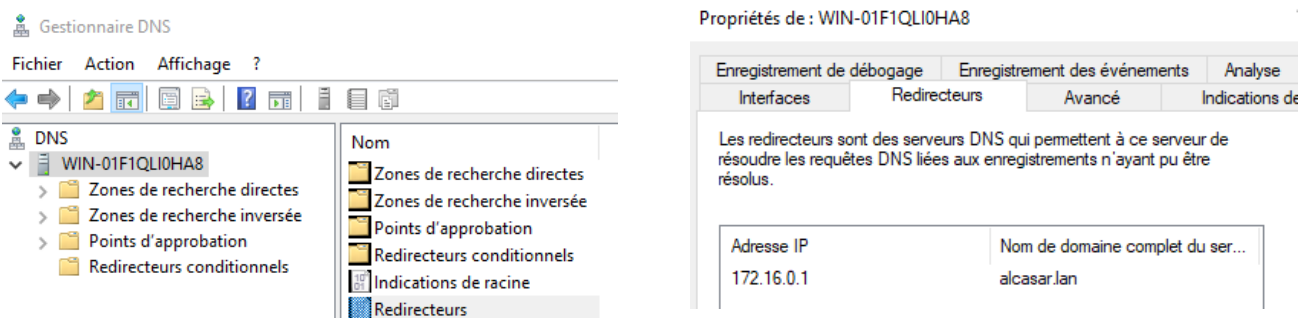 Gestionnaire DNS
Fichier Action Affichage ?
DNS
WIN-01F1QLI0HA8
Zones de recherche directes
Zones de recherche inversée
Points d'approbation
Redirecteurs conditionnels
Nom
Zones de recherche directes
Zones de recherche inversée
Points d'approbation
Redirecteurs conditionnels
Indications de racine
Redirecteurs
Propriétés de : WIN-01F1QLI0HA8
Enregistrement de débogage Enregistrement des événements Analyse
Interfaces Redirecteurs Avancé Indications de
Les redirecteurs sont des serveurs DNS qui permettent à ce serveur de
résoudre les requêtes DNS liées aux enregistrements n'ayant pu être
résolus.
Adresse IP Nom de domaine complet du ser...
172.16.0.1 alcasar.lan